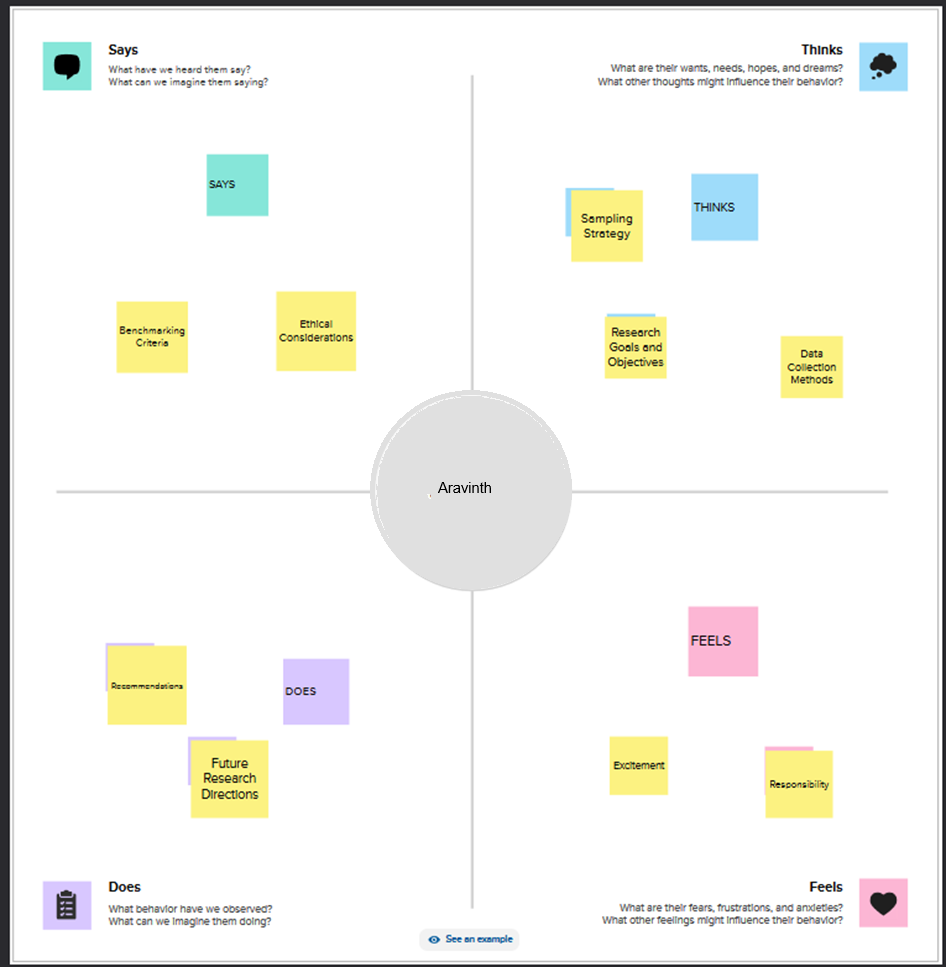 Says
What have we heard them say?
What can we imagine them saying?
Thinks
What are their wants, needs, hopes, and dreams?
What other thoughts might influence their behavior?
SAYS
Benchmarking
Criteria
Ethical
Considerations
Sampling
Strategy
THINKS
Research
Goals and
Objectives
Data
Collection
Methods
Aravinth
Recommendations
DOES
Future
Research
Directions
FEELS
Excitement
Responsibility
Does
What behavior have we observed?
What can we imagine them doing?
Feels
What are their fears, frustrations, and anxieties?
What other feelings might influence their behavior?
See an example